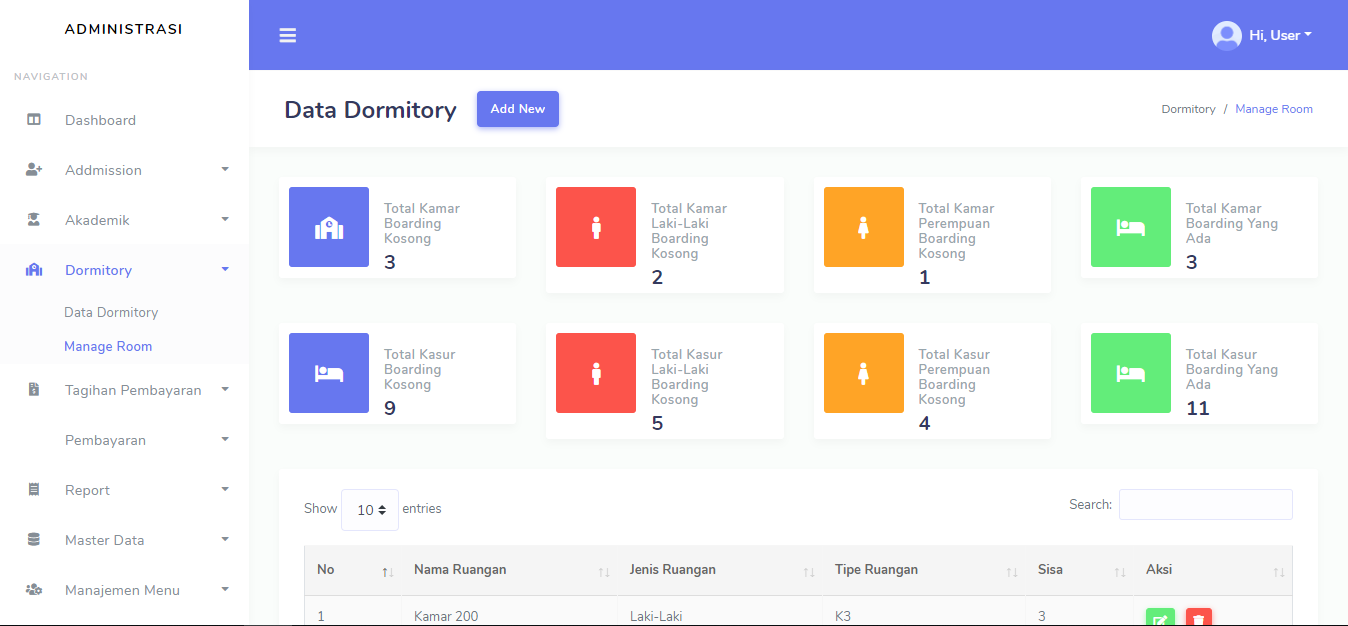 ADMINISTRASI
Hi, User
NAVIGATION
Dashboard
Addmission
Akademik
Dormitory
Data Dormitory
Manage Room
Tagihan Pembayaran
Pembayaran
Report
Master Data
Manajemen Menu
Data Dormitory
Add New
Dormitory / Manage Room
Total Kamar
Boarding
Kosong
3
Total Kamar
Laki-Laki
Boarding
Kosong
2
Total Kamar
Perempuan
Boarding
Kosong
1
Total Kamar
Boarding Yang
Ada
3
Total Kasur
Boarding
Kosong
9
Total Kasur
Laki-Laki
Boarding
Kosong
5
Total Kasur
Perempuan
Boarding
Kosong
4
Total Kasur
Boarding Yang
Ada
11
Show 10 entries
Search:
No Nama Ruangan Jenis Ruangan Tipe Ruangan Sisa Aksi
1 Kamar 200 Laki-Laki K3 3